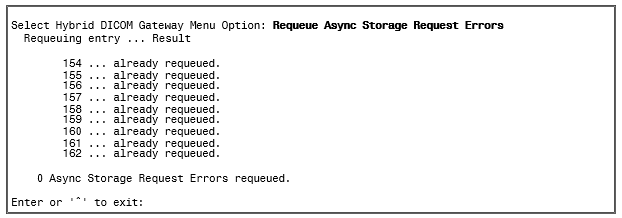 Select Hybrid DICOM Gateway Menu Option: Requeue Async Storage Request Errors
Requeuing entry ... Result
154 ... already requeued.
155 ... already requeued.
156 ... already requeued.
157 ... already requeued.
158 ... already requeued.
159 ... already requeued.
160 ... already requeued.
161 ... already requeued.
162 ... already requeued.
0 Async Storage Request Errors requeued.
Enter or '^' to exit: